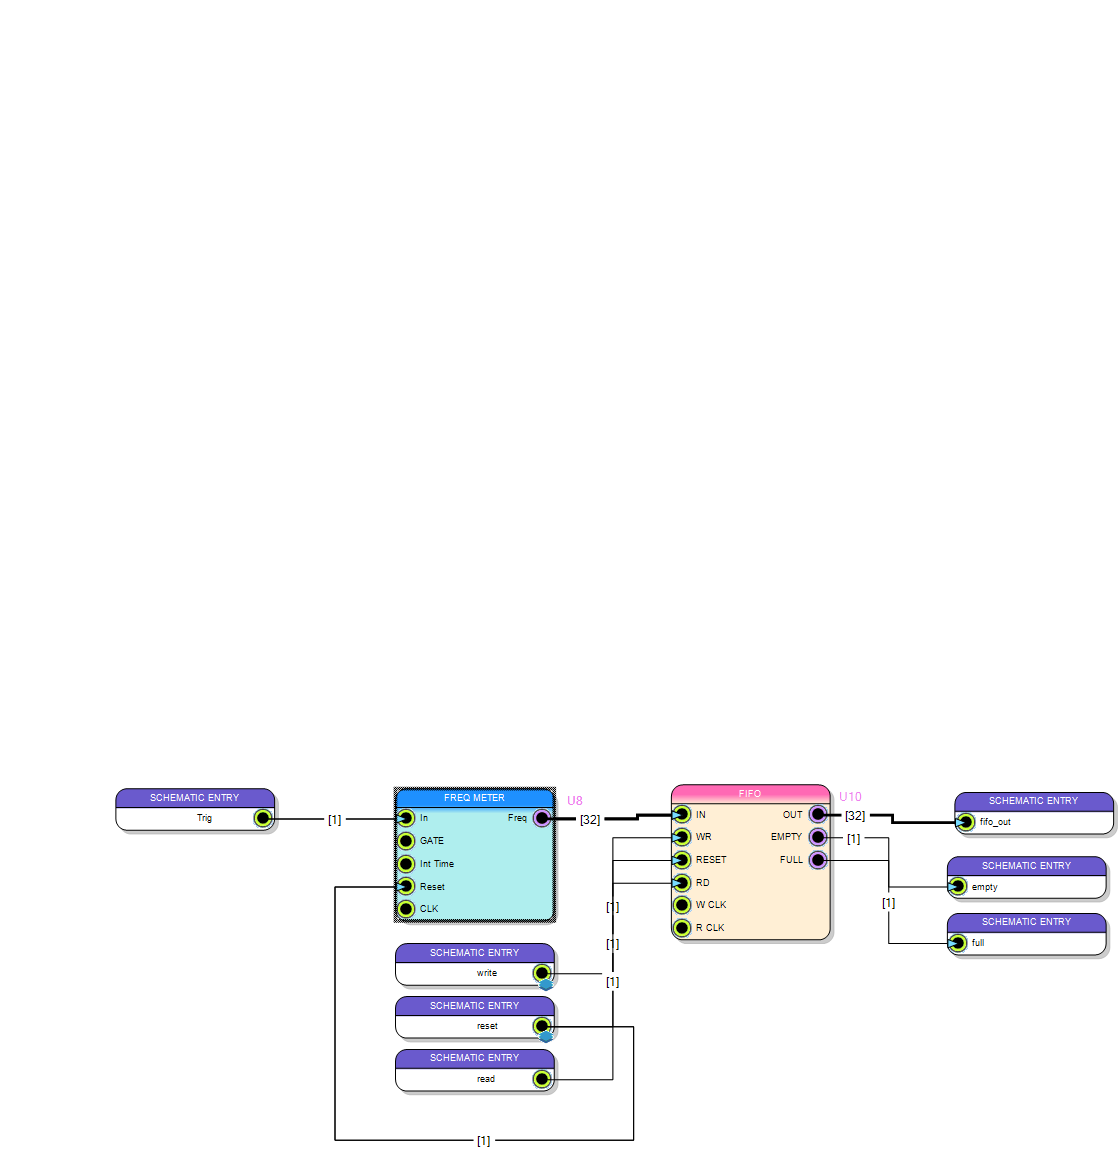 SCHEMATIC ENTRY
Trig
[1]
FREQ METER
In
Freq
GATE
Int Time
Reset
CLK
U8
[32]
FIFO
IN
OUT
WR
EMPTY
RESET
FULL
RD
W CLK
R CLK
U10
[32]
[1]
[1]
SCHEMATIC ENTRY
fifo_out
SCHEMATIC ENTRY
empty
SCHEMATIC ENTRY
full
[1]
[1]
[1]
SCHEMATIC ENTRY
write
SCHEMATIC ENTRY
reset
SCHEMATIC ENTRY
read
[1]